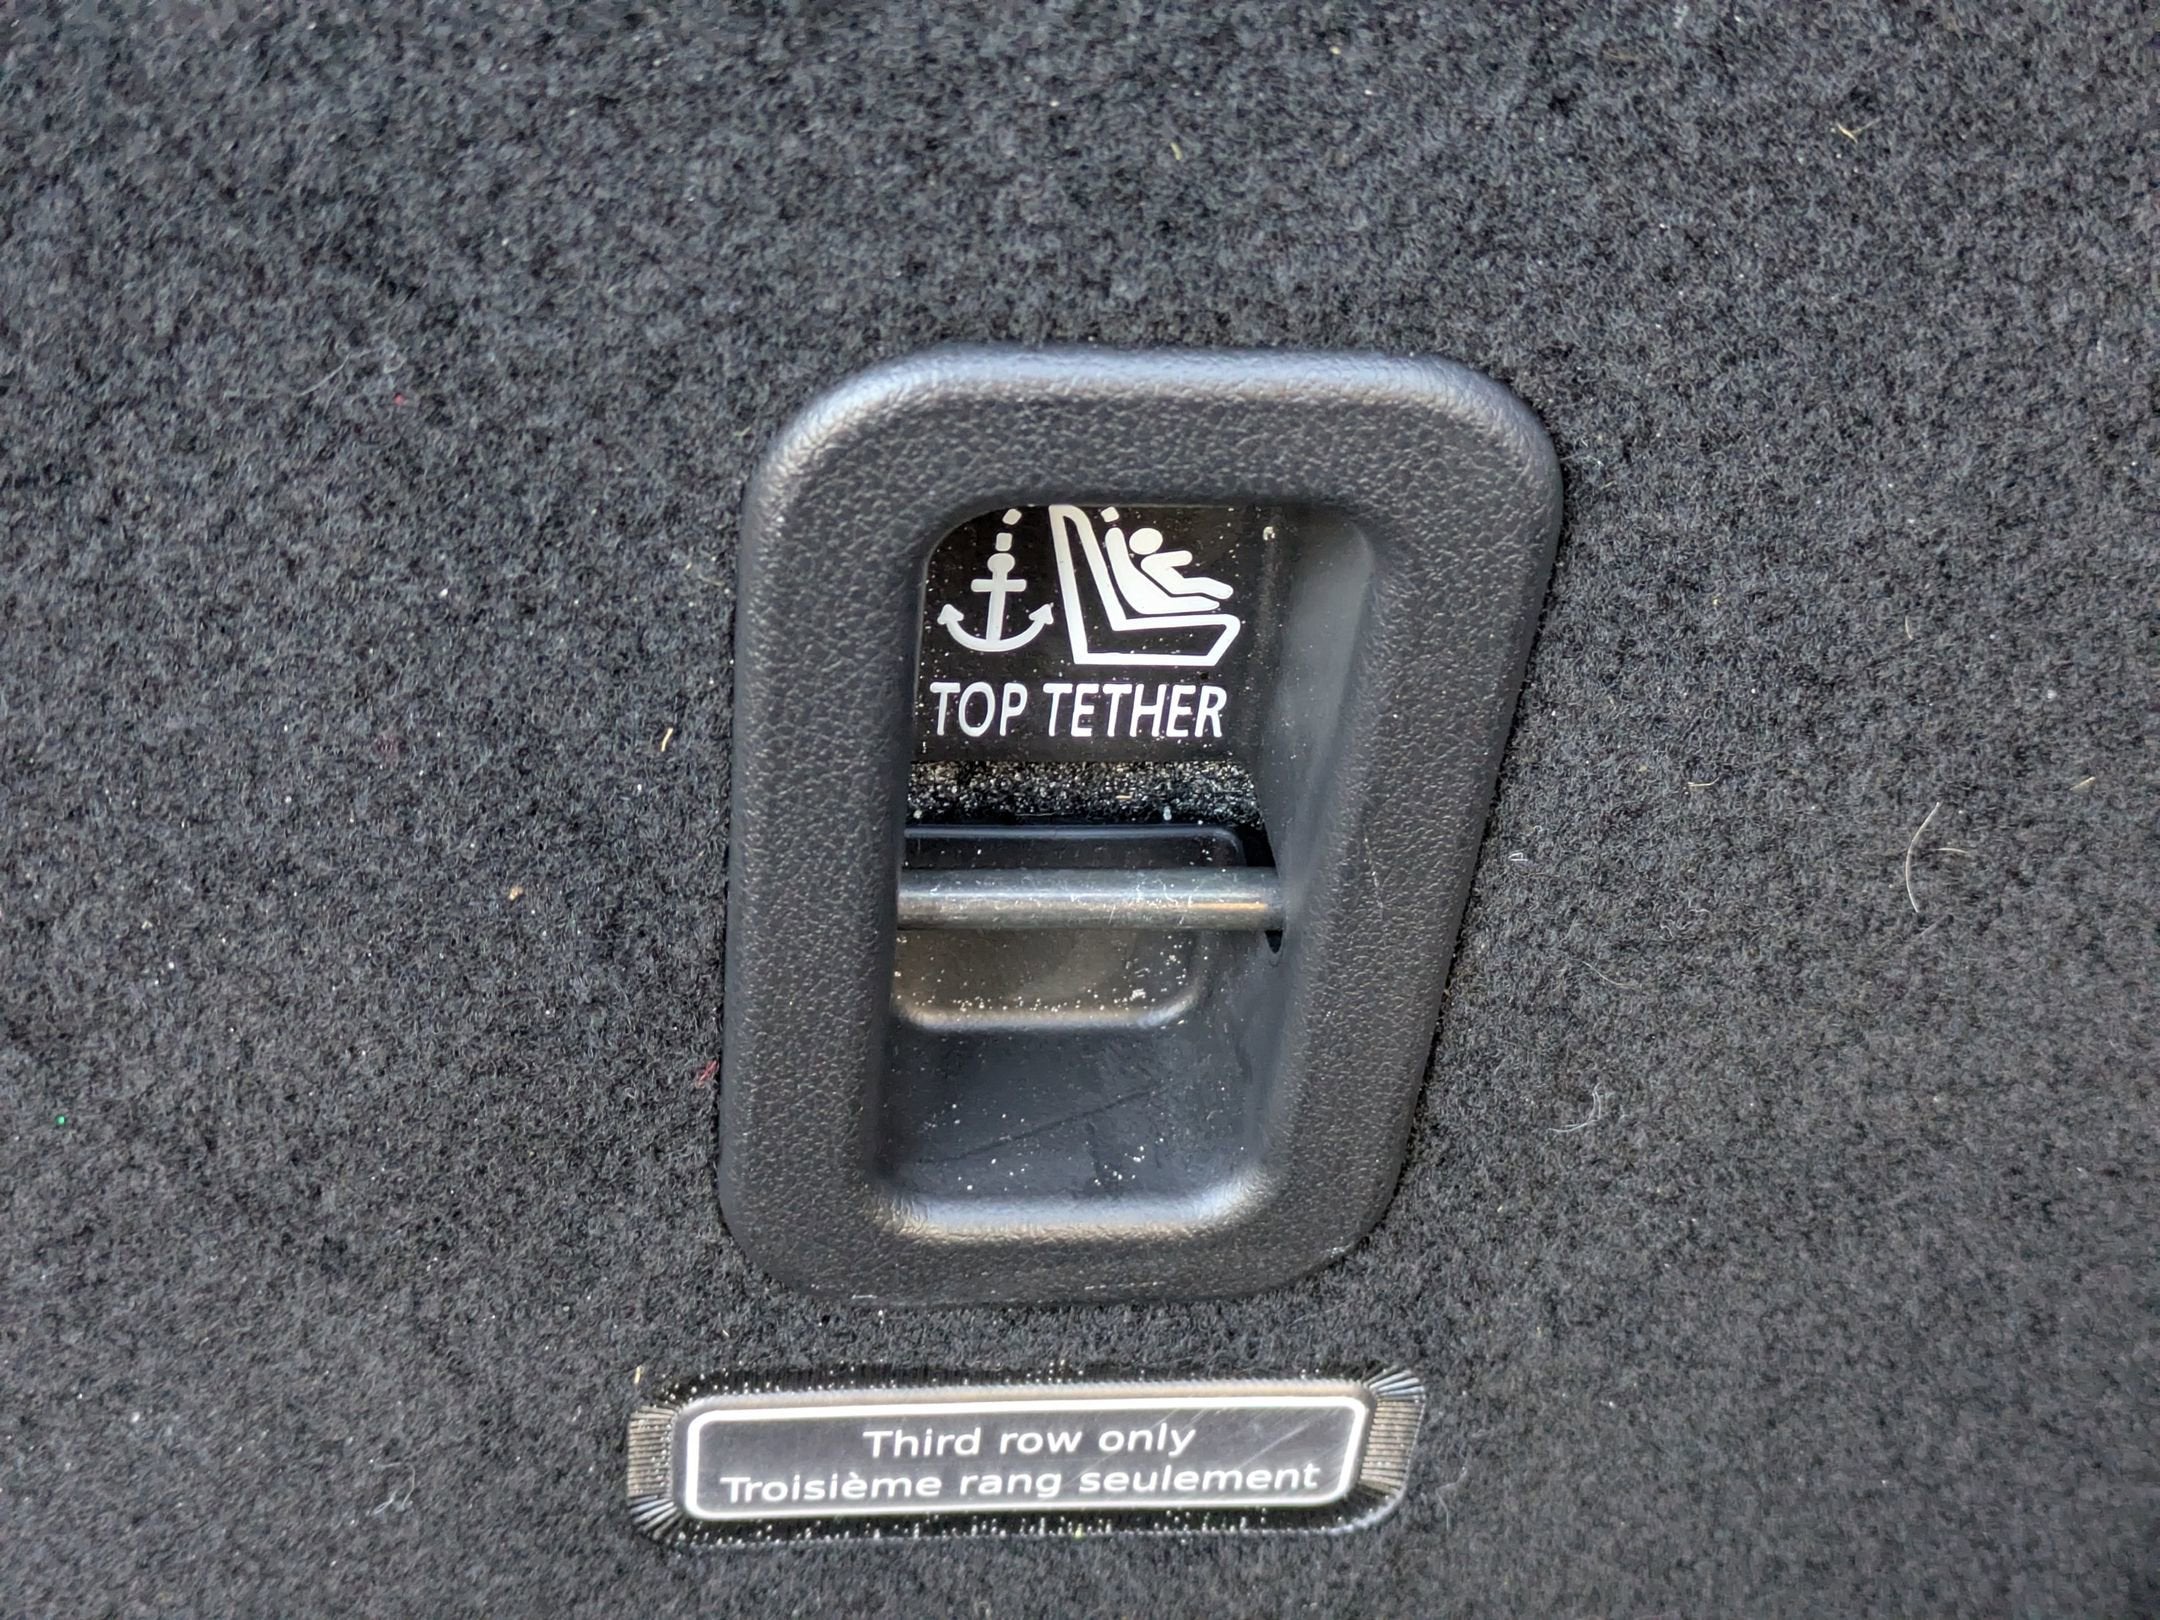 TOP TETHER
Third row only
Troisième rang seulement